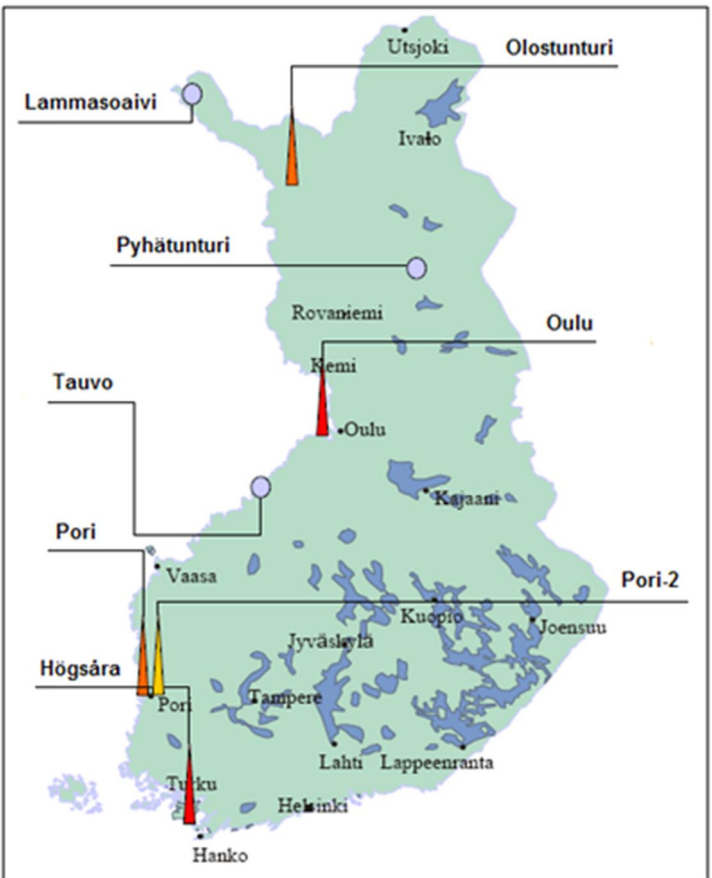 Utsjoki
Olostunturi
Lammasoaivi
Ivalo
Pyhätunturi
Rovaniemi
Oulu
Kemi
Tauvo
Oulu
Kajaani
Pori
Vaasa
Pori-2
Kuopio
Joensuu
Jyväskylä
Högsåra
Tampere
Pori
Lahti
Lappeenranta
Turku
Helsinki
Hanko